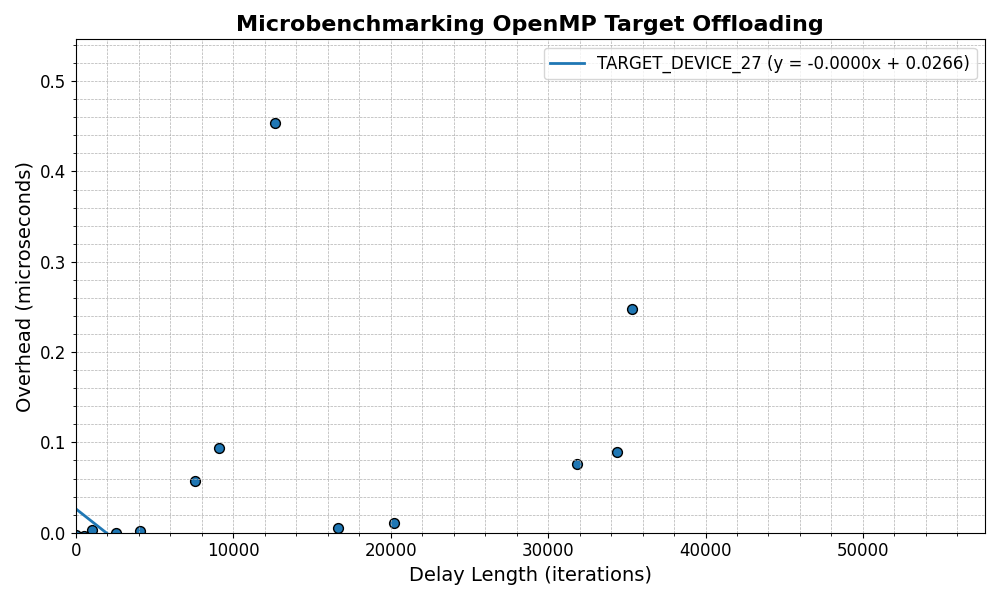 Microbenchmarking OpenMP Target Offloading
TARGET_DEVICE_27 (y = -0.0000x + 0.0266)
Overhead (microseconds)
0.5
0.4
0.3
0.2
0.1
0.0
0 10000 20000 30000 40000 50000
Delay Length (iterations)